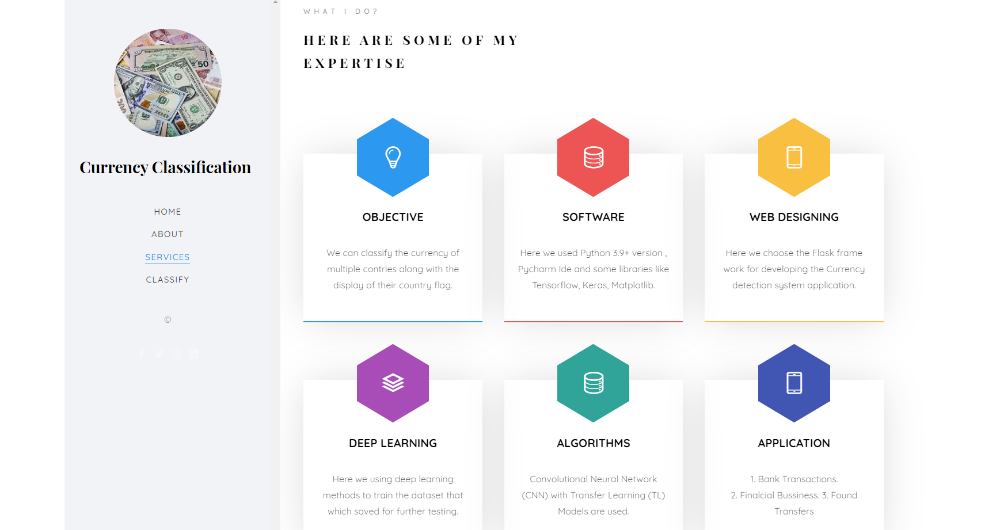 Currency Classification
HOME
ABOUT
SERVICES
CLASSIFY
©
WHAT I DO?
HERE ARE SOME OF MY
EXPERTISE
OBJECTIVE
We can classify the currency of
multiple contries along with the
display of their country flag.
SOFTWARE
Here we used Python 3.9+ version ,
Pycharm Ide and some libraries like
Tensorflow, Keras, Matplotlib.
WEB DESIGNING
Here we choose the Flask frame
work for developing the Currency
detection system application.
DEEP LEARNING
Here we using deep learning
methods to train the dataset that
which saved for further testing.
ALGORITHMS
Convolutional Neural Network
(CNN) with Transfer Learning (TL)
Models are used.
APPLICATION
1. Bank Transactions.
2. Finalcial Bussiness. 3. Found
Transfers